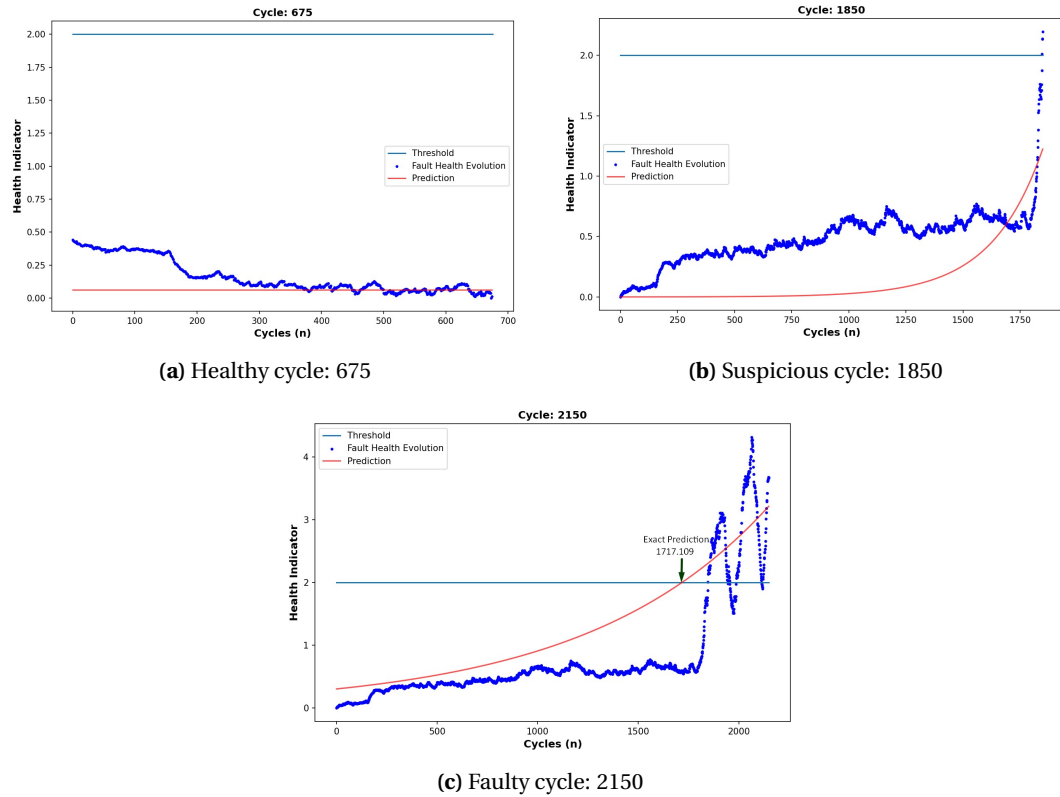 Cycle: 675
2.00
1.75
1.50
1.25
1.00
0.75
0.50
0.25
0.00
Health Indicator
Threshold
Fault Health Evolution
Prediction
0 100 200 300 400 500 600 700
Cycles (n)
(a) Healthy cycle: 675
Cycle: 1850
2.0
1.5
1.0
0.5
0.0
Health Indicator
Threshold
Fault Health Evolution
Prediction
0 250 500 750 1000 1250 1500 1750
Cycles (n)
(b) Suspicious cycle: 1850
Cycle: 2150
Threshold
Fault Health Evolution
Prediction
4
3
2
1
0
Health Indicator
Exact Prediction
1717.109
0 500 1000 1500 2000
Cycles (n)
(c) Faulty cycle: 2150